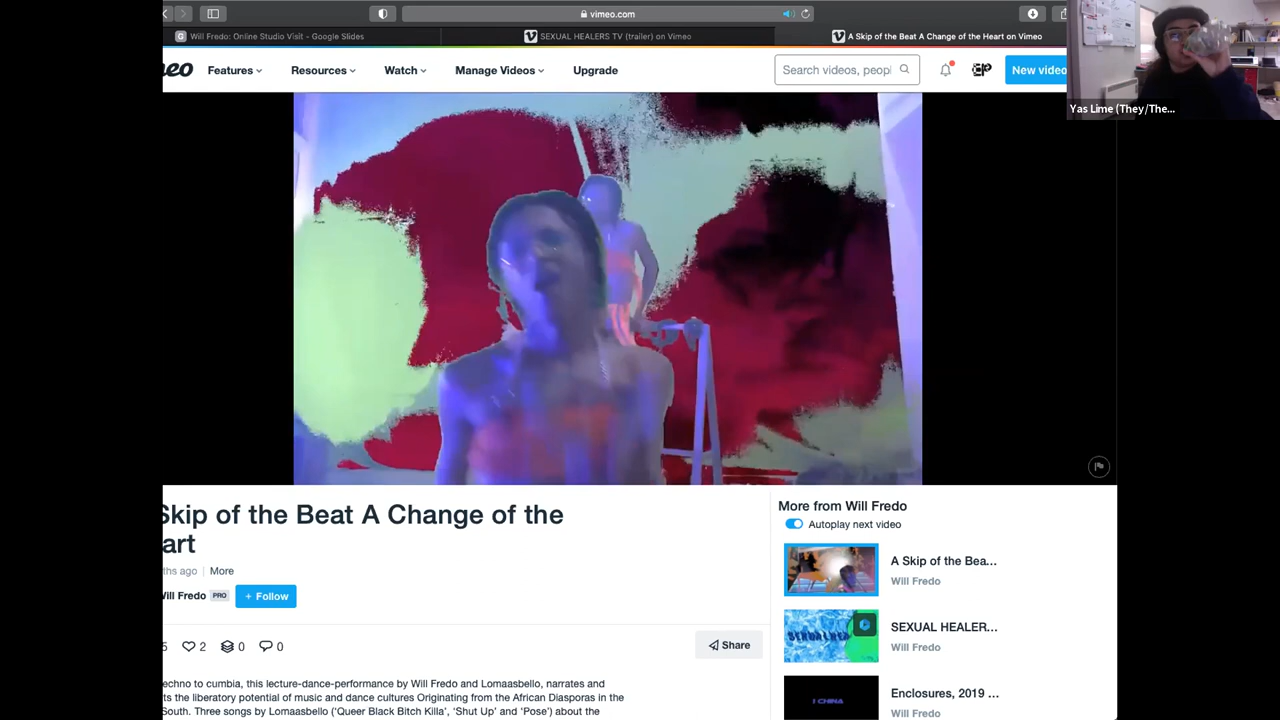 vimeo.com
Will Fredo: Online Studio Visit - Google Slides
SEXUAL HEALERS TV (trailer) on Vimeo
A Skip of the Beat A Change of the Heart on Vimeo
eo
Features
Resources
Watch
Manage Videos
Upgrade
Search videos, peopl
New video
Yas Lime (They/The...
Skip of the Beat A Change of the
art
ths ago
More
Will Fredo PRO
+ Follow
5
2
0
0
Share
echno to cumbia, this lecture-dance-performance by Will Fredo and Lomaasbello, narrates and
ts the liberatory potential of music and dance cultures Originating from the African Diasporas in the
South. Three songs by Lomaasbello ('Queer Black Bitch Killa', 'Shut Up' and 'Pose') about the
More from Will Fredo
Autoplay next video
A Skip of the Bea...
Will Fredo
SEXUAL HEALER...
Will Fredo
I CHINA
Enclosures, 2019 ...
Will Fredo